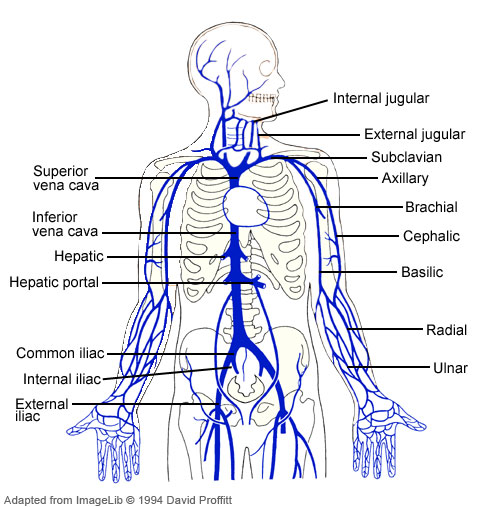 Internal jugular
External jugular
Subclavian
Axillary
Brachial
Cephalic
Basilic
Radial
Ulnar
Superior
vena cava
Inferior
vena cava
Hepatic
Hepatic portal
Common iliac
Internal iliac
External
iliac
Adapted from ImageLib © 1994 David Proffitt